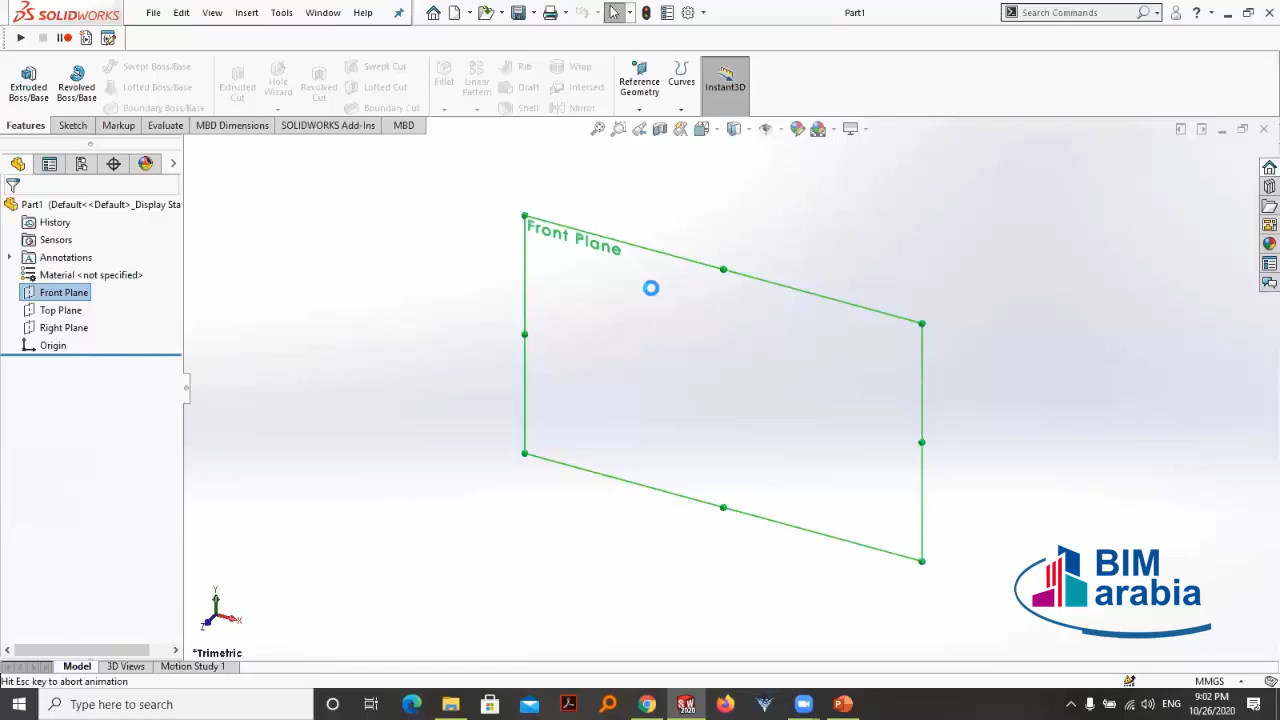 SOLIDWORKS File Edit View Insert Tools Window Help Part1 Search Commands
Extruded Boss/Base
Revolved Boss/Base
Swept Boss/Base
Lofted Boss/Base
Boundary Boss/Base
Extruded Cut
Hole Wizard
Revolved Cut
Swept Cut
Lofted Cut
Boundary Cut
Fillet
Linear Pattern
Rib
Draft
Shell
Wrap
Intersect
Mirror
Reference Geometry
Curves
Instant3D
Features Sketch Markup Evaluate MBD Dimensions SOLIDWORKS Add-Ins MBD
Part1 (Default<<Default>_Display Sta
History
Sensors
Annotations
Material <not specified>
Front Plane
Top Plane
Right Plane
Origin
Front Plane
Y
X
Z
*Trimetric
BIM
arabia
Model 3D Views Motion Study 1
Hit Esc key to abort animation MMGS
Type here to search ENG 9:02 PM
10/26/2020
SW
2020